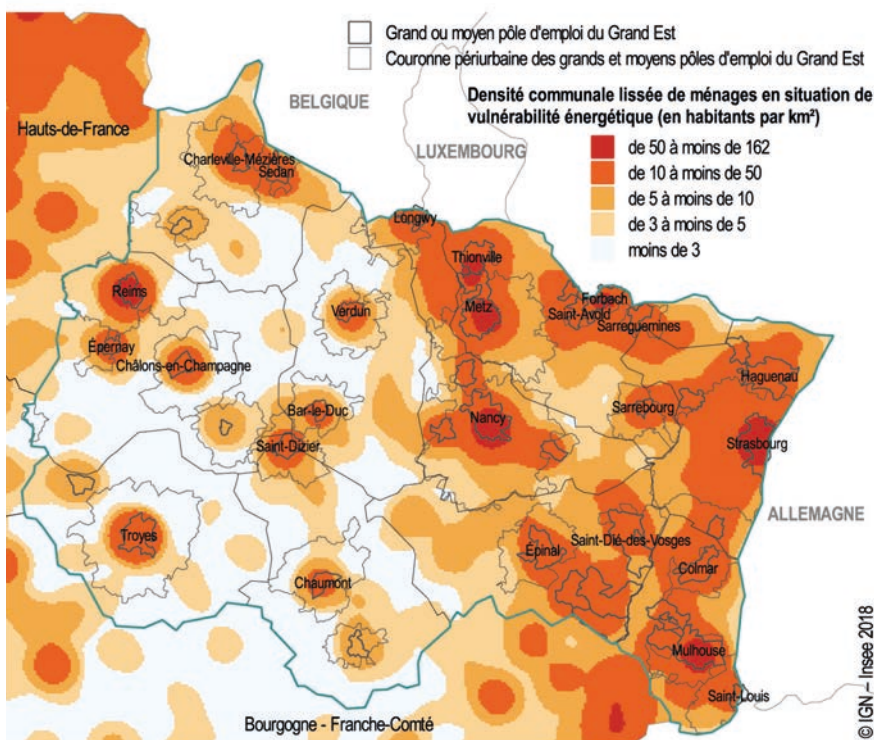 Grand ou moyen pôle d'emploi du Grand Est
Couronne périurbaine des grands et moyens pôles d'emploi du Grand Est
Densité communale lissée de ménages en situation de
vulnérabilité énergétique (en habitants par km²)
de 50 à moins de 162
de 10 à moins de 50
de 5 à moins de 10
de 3 à moins de 5
moins de 3
BELGIQUE
Hauts-de-France
LUXEMBOURG
Charleville-Mézières
Sedan
Longwy
Thionville
Reims
Verdun
Metz
Forbach
Saint-Avold
Sarreguemines
Épernay
Châlons-en-Champagne
Haguenau
Bar-le-Duc
Sarrebourg
Nancy
Saint-Dizier
Strasbourg
ALLEMAGNE
Troyes
Saint-Dié-des-Vosges
Épinal
Colmar
Chaumont
Mulhouse
Saint-Louis
Bourgogne - Franche-Comté
© IGN – Insee 2018